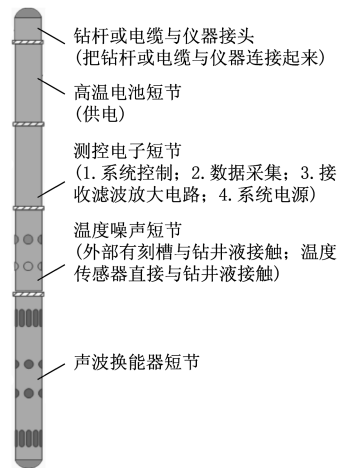 钻杆或电缆与仪器接头
(把钻杆或电缆与仪器连接起来)
高温电池短节
(供电)
测控电子短节
(1.系统控制；2.数据采集；3.接
收滤波放大电路；4.系统电源)
温度噪声短节
(外部有刻槽与钻井液接触；温度
传感器直接与钻井液接触)
声波换能器短节